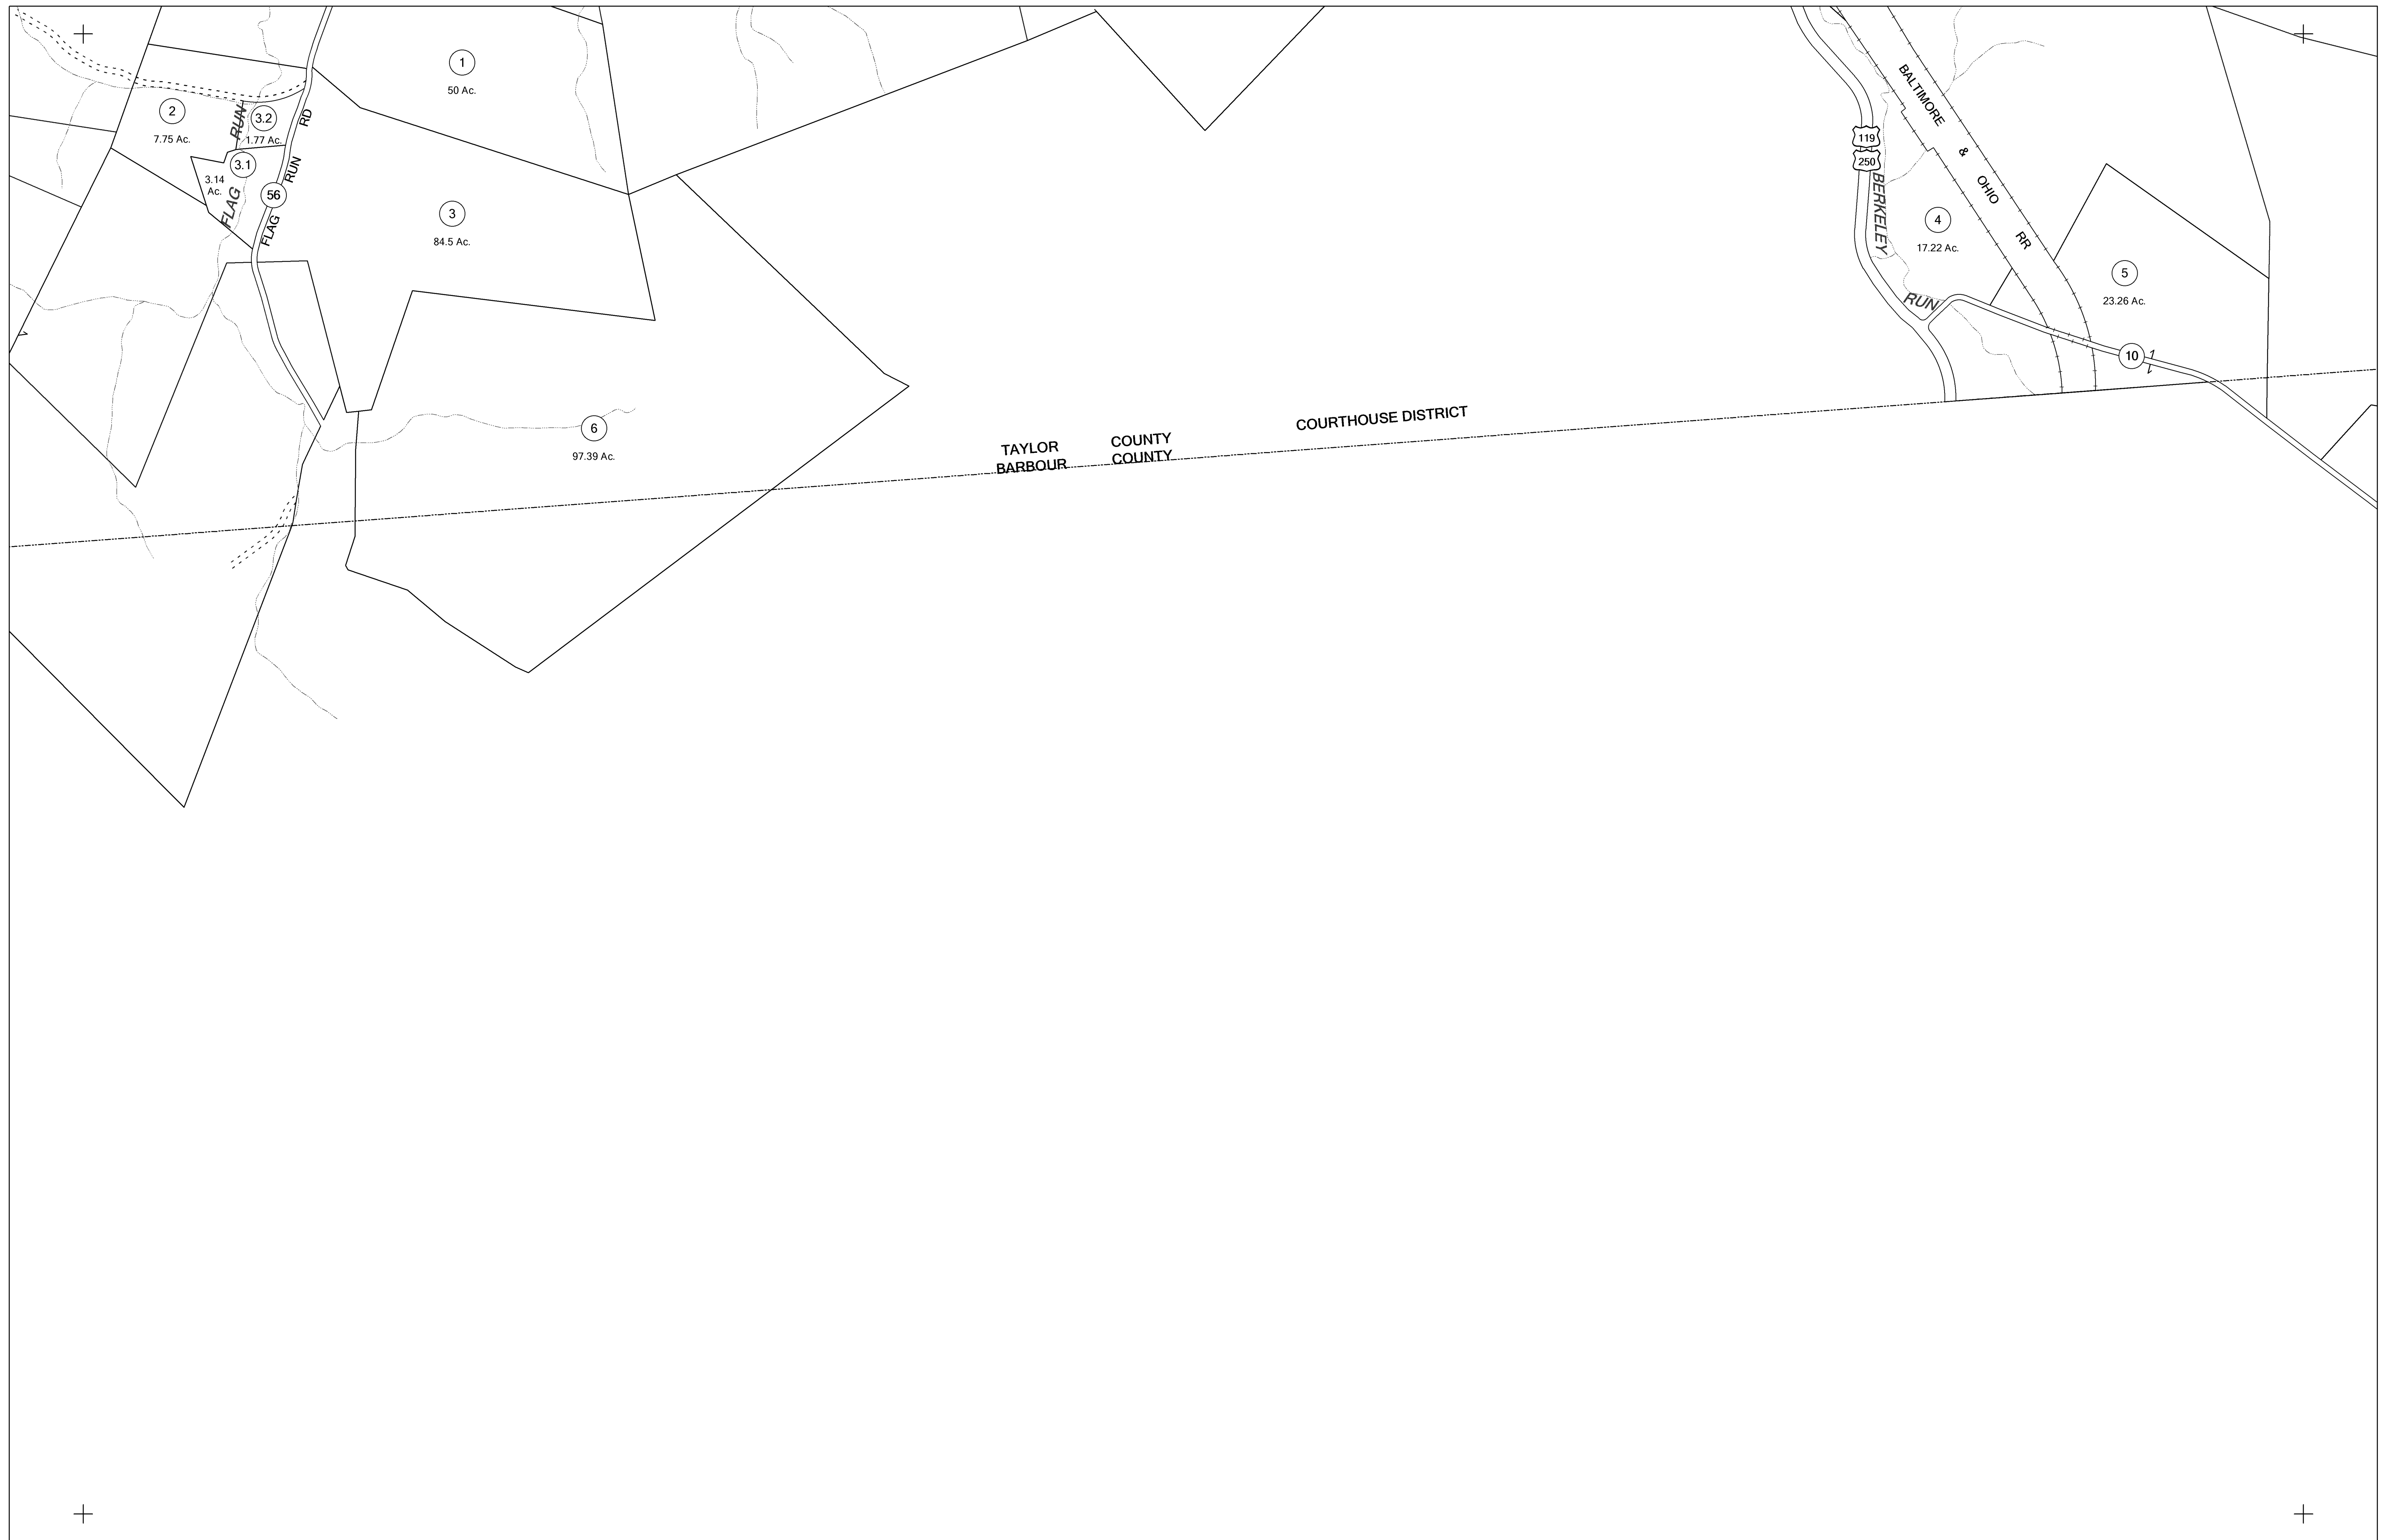 1
50 Ac.
2
7.75 Ac.
3.2
1.77 Ac.
3.1
3.14
Ac.
FLAG RUN
FLAG RUN RD
56
3
84.5 Ac.
6
97.39 Ac.
TAYLOR COUNTY
BARBOUR COUNTY
COURTHOUSE DISTRICT
119
250
BERKELEY RUN
BALTIMORE & OHIO RR
4
17.22 Ac.
5
23.26 Ac.
10